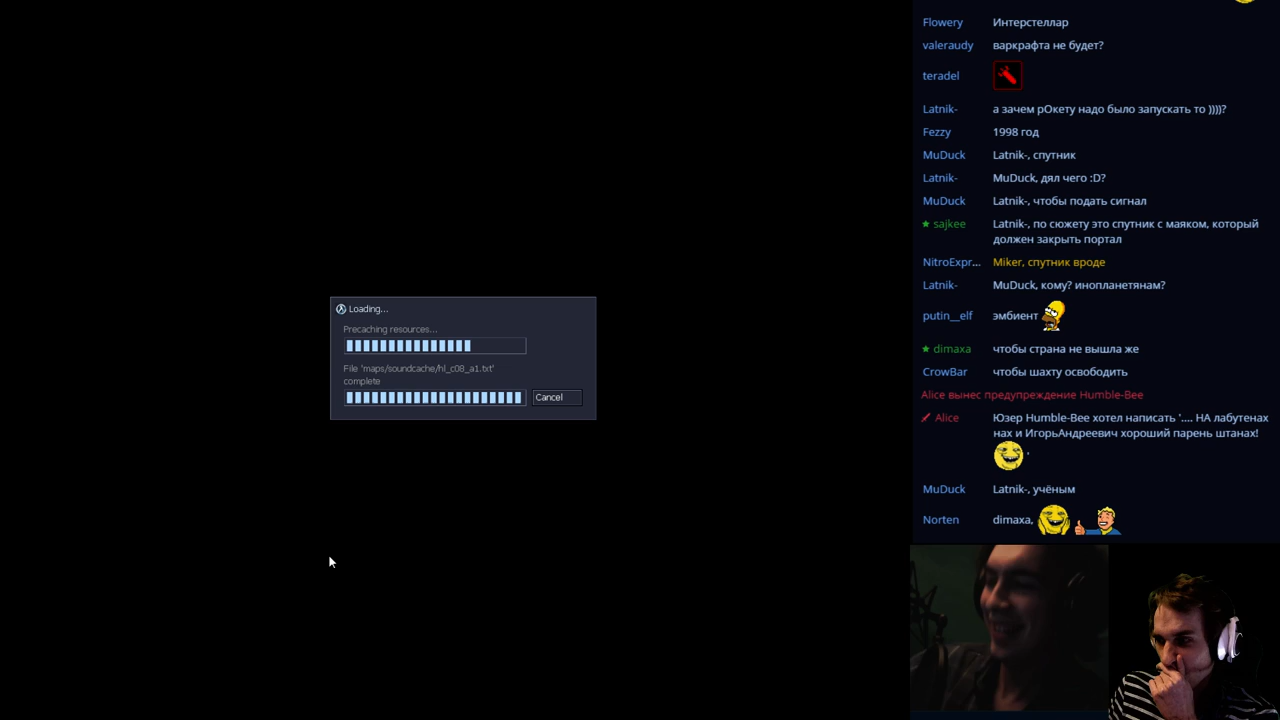 Loading...
Precaching resources...
File 'maps/soundcache/hl_c08_a1.txt'
complete
Cancel
Flowery Интерстеллар
valeraudy варкрафта не будет?
teradel
Latnik- а зачем рОкету надо было запускать то ))))?
Fezzy 1998 год
MuDuck Latnik-, спутник
Latnik- MuDuck, дял чего :D?
MuDuck Latnik-, чтобы подать сигнал
sajkee Latnik-, по сюжету это спутник с маяком, который
должен закрыть портал
NitroExpr... Miker, спутник вроде
Latnik- MuDuck, кому? инопланетянам?
putin__elf эмбиент
dimaxa чтобы страна не вышла же
CrowBar чтобы шахту освободить
Alice вынес предупреждение Humble-Bee
Alice Юзер Humble-Bee хотел написать '.... НА лабутенах
нах и ИгорьАндреевич хороший парень штанах!
'
MuDuck Latnik-, учёным
Norten dimaxa,